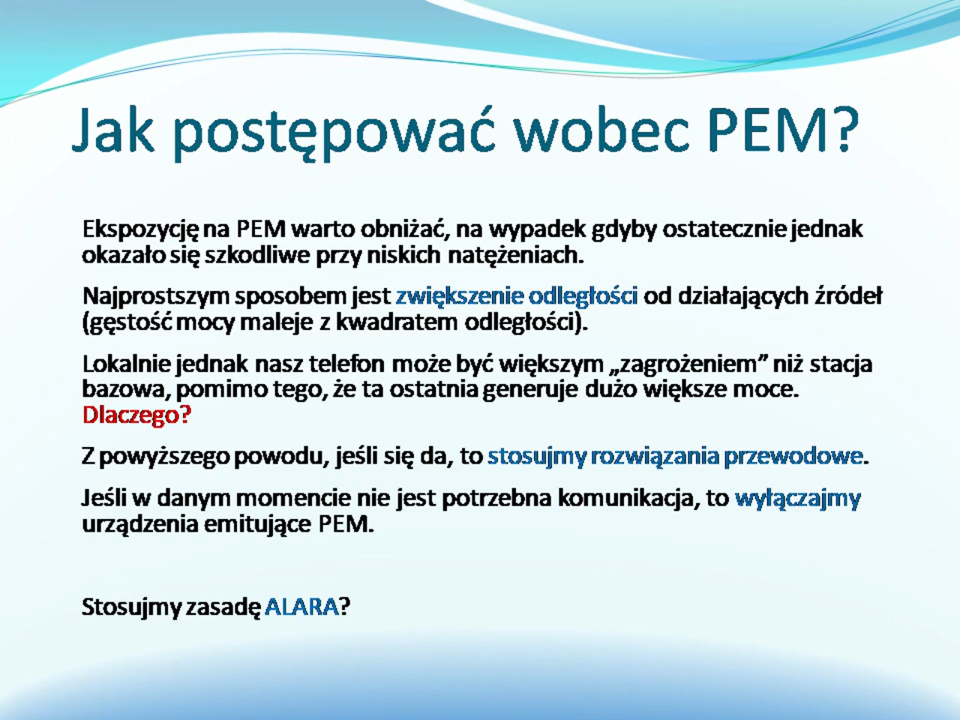 Jak postępować wobec PEM?
Ekspozycję na PEM warto obniżać, na wypadek gdyby ostatecznie jednak
okazało się szkodliwe przy niskich natężeniach.
Najprostszym sposobem jest zwiększenie odległości od działających źródeł
(gęstość mocy maleje z kwadratem odległości).
Lokalnie jednak nasz telefon może być większym „zagrożeniem” niż stacja
bazowa, pomimo tego, że ta ostatnia generuje dużo większe moce.
Dlaczego?
Z powyższego powodu, jeśli się da, to stosujmy rozwiązania przewodowe.
Jeśli w danym momencie nie jest potrzebna komunikacja, to wyłączajmy
urządzenia emitujące PEM.
Stosujmy zasadę ALARA?